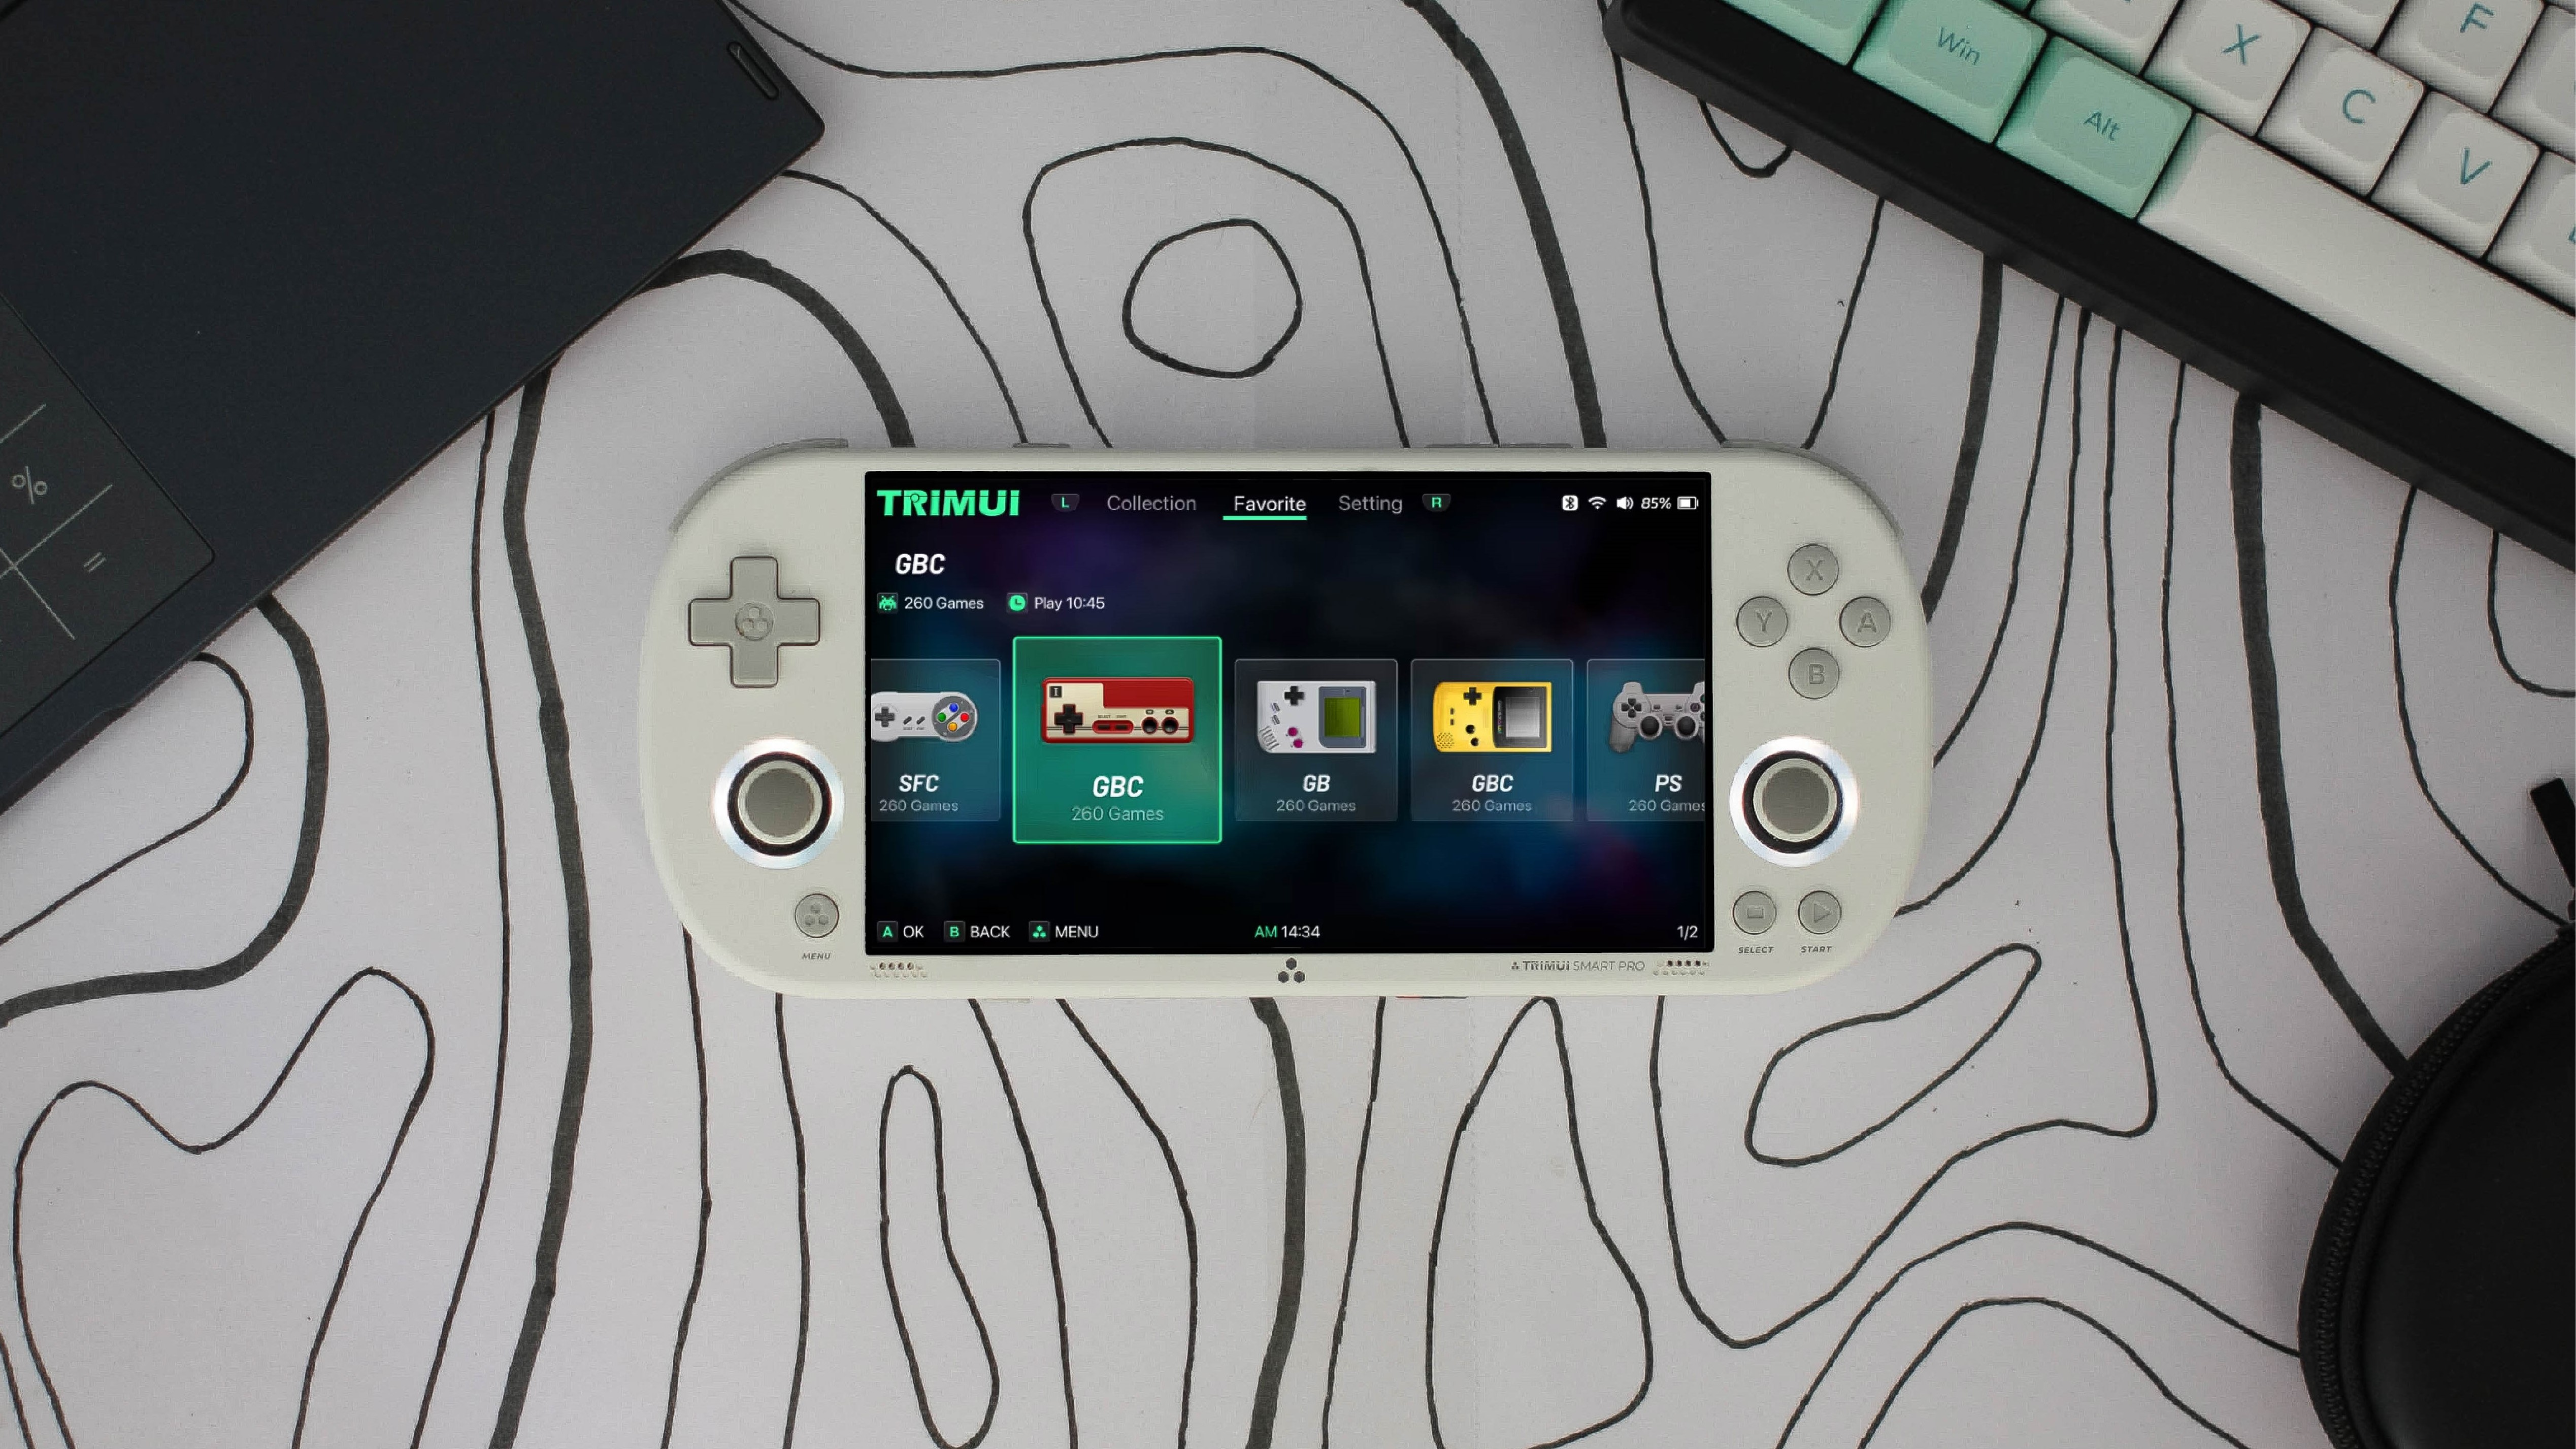 Win
Alt
X
C
V
F
%
=
TRIMUI
L Collection Favorite Setting R
85%
GBC
260 Games Play 10:45
SFC
260 Games
I
GBC
260 Games
GB
260 Games
GBC
260 Games
PS
260 Games
A OK B BACK MENU
AM 14:34
1/2
X
Y
A
B
MENU
SELECT
START
TRIMUI SMART PRO